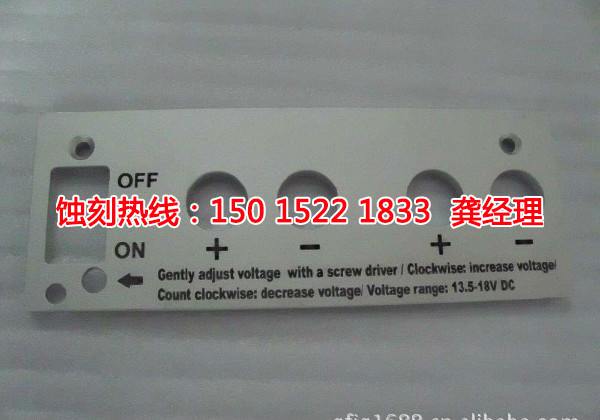 OFF
蚀刻热线：150 1522 1833 龚经理
ON + - + -
Gently adjust voltage with a screw driver / Clockwise: increase voltage/
Count clockwise: decrease voltage/ Voltage range: 13.5-18V DC